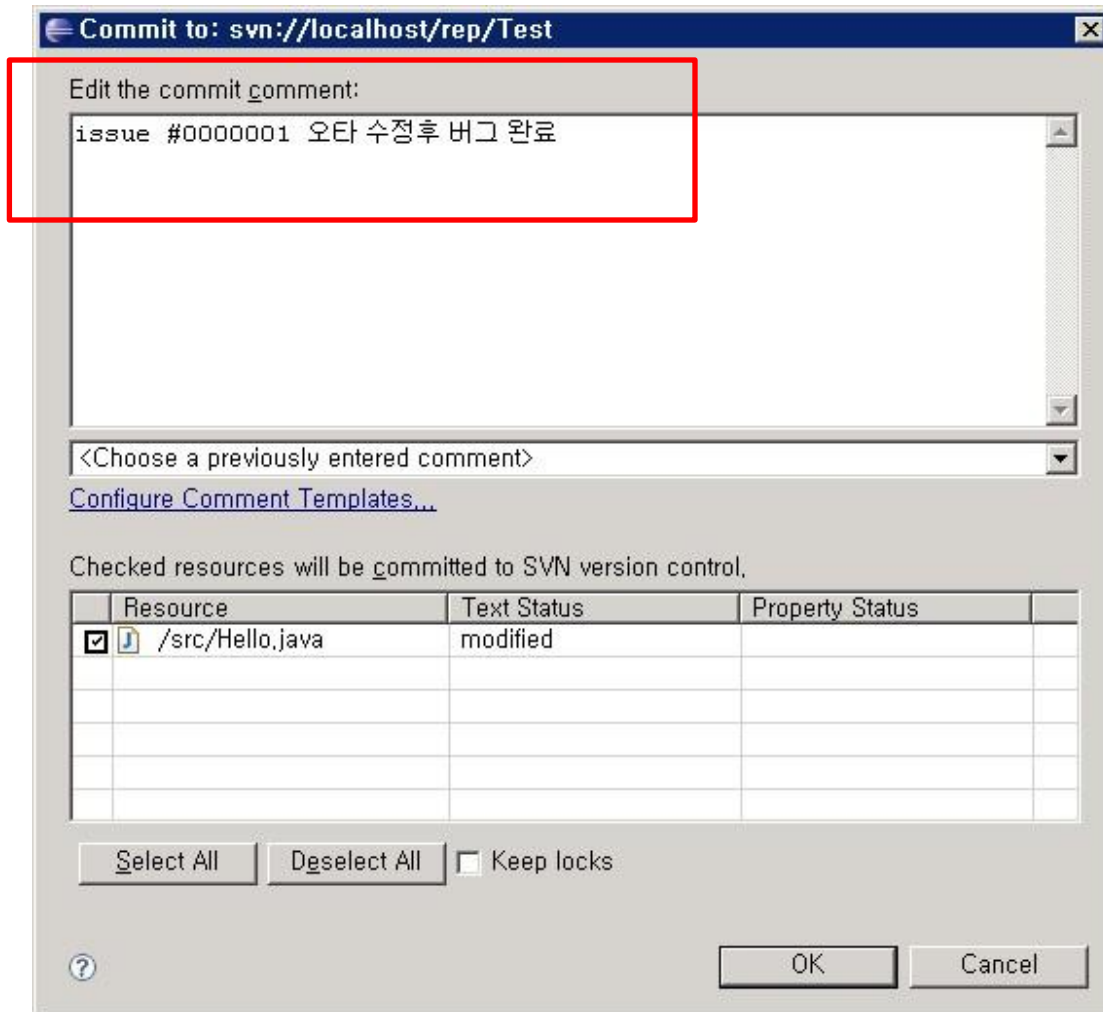 Commit to: svn://localhost/rep/Test
Edit the commit comment:
issue #0000001 오타 수정후 버그 완료
<Choose a previously entered comment>
Configure Comment Templates...
Checked resources will be committed to SVN version control.
Resource Text Status Property Status
/src/Hello.java modified
Select All Deselect All Keep locks
OK Cancel